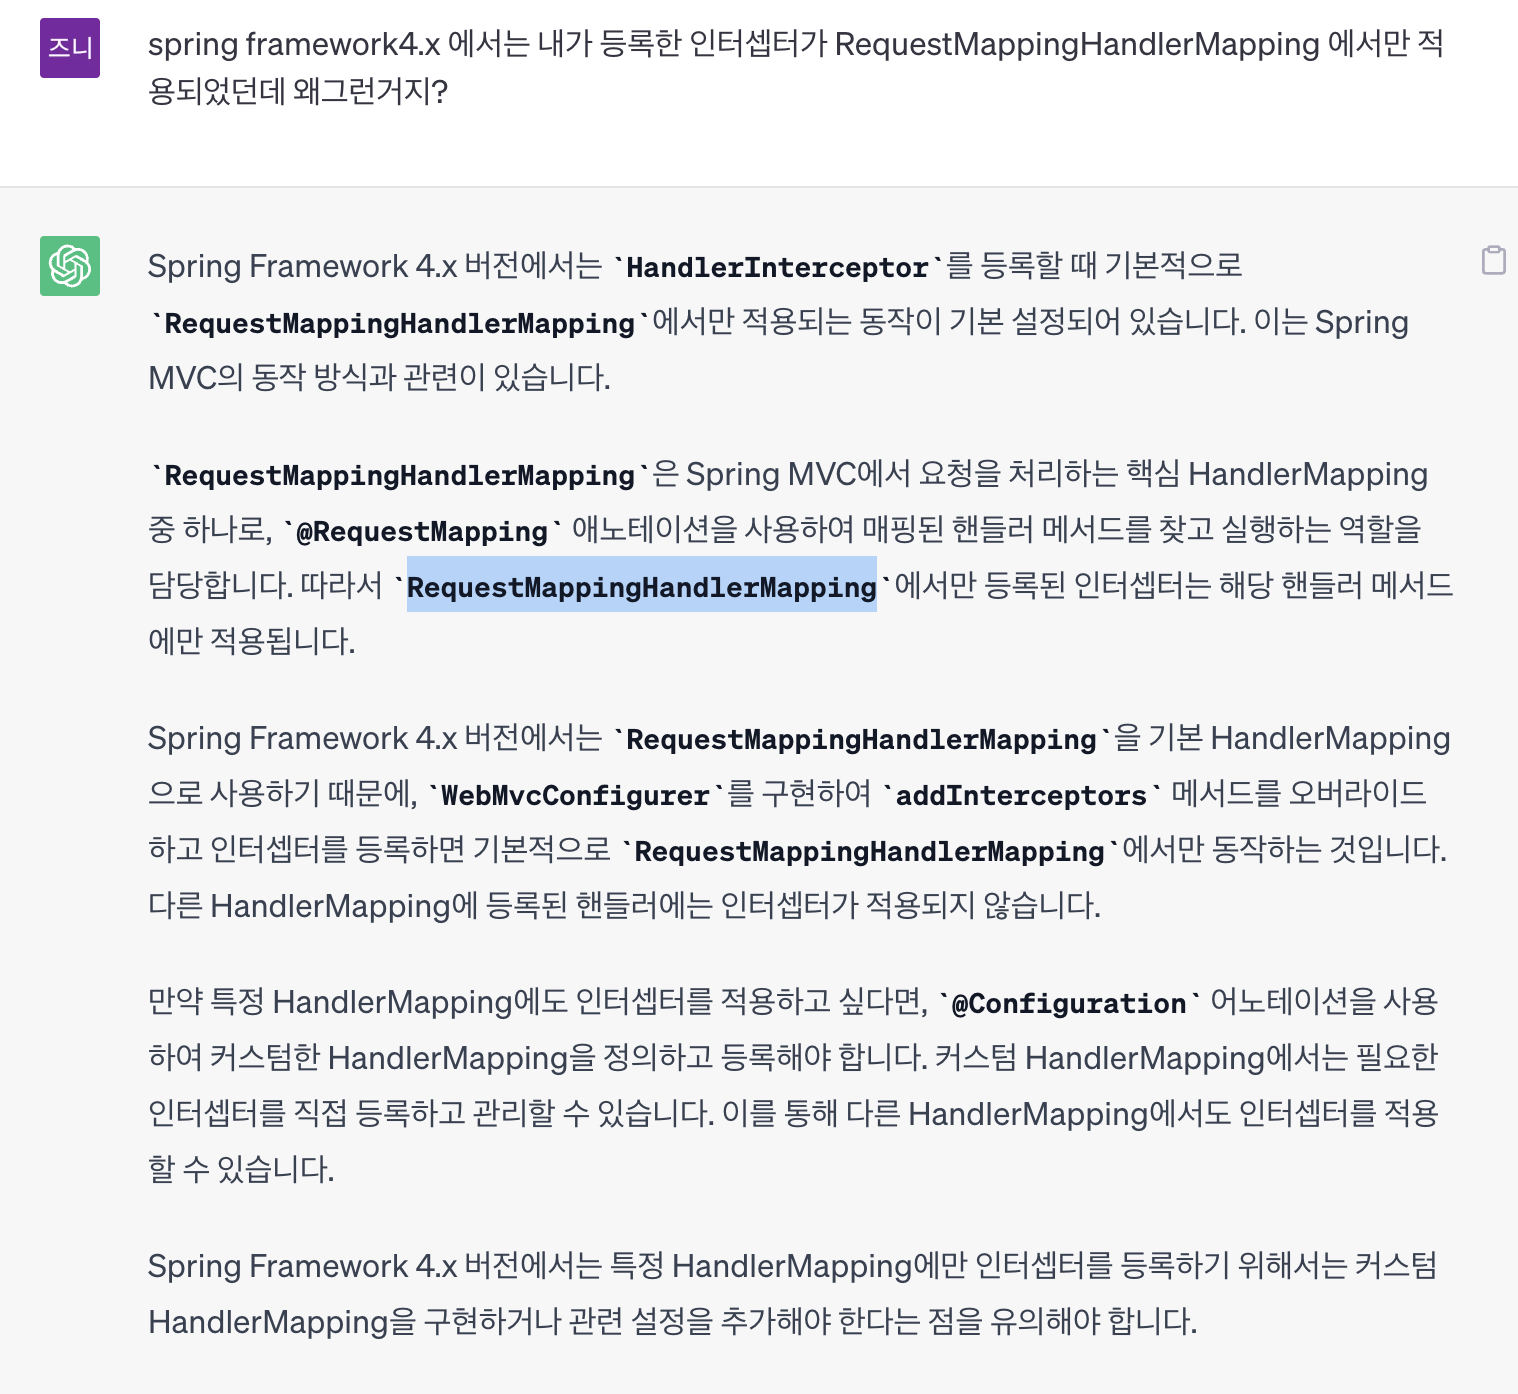 즈니
spring framework4.x 에서는 내가 등록한 인터셉터가 RequestMappingHandlerMapping 에서만 적
용되었던데 왜그런거지?
Spring Framework 4.x 버전에서는 `HandlerInterceptor`를 등록할 때 기본적으로
`RequestMappingHandlerMapping`에서만 적용되는 동작이 기본 설정되어 있습니다. 이는 Spring
MVC의 동작 방식과 관련이 있습니다.
`RequestMappingHandlerMapping`은 Spring MVC에서 요청을 처리하는 핵심 HandlerMapping
중 하나로, `@RequestMapping` 애노테이션을 사용하여 매핑된 핸들러 메서드를 찾고 실행하는 역할을
담당합니다. 따라서 `RequestMappingHandlerMapping`에서만 등록된 인터셉터는 해당 핸들러 메서드
에만 적용됩니다.
Spring Framework 4.x 버전에서는 `RequestMappingHandlerMapping`을 기본 HandlerMapping
으로 사용하기 때문에, `WebMvcConfigurer`를 구현하여 `addInterceptors` 메서드를 오버라이드
하고 인터셉터를 등록하면 기본적으로 `RequestMappingHandlerMapping`에서만 동작하는 것입니다.
다른 HandlerMapping에 등록된 핸들러에는 인터셉터가 적용되지 않습니다.
만약 특정 HandlerMapping에도 인터셉터를 적용하고 싶다면, `@Configuration` 어노테이션을 사용
하여 커스텀한 HandlerMapping을 정의하고 등록해야 합니다. 커스텀 HandlerMapping에서는 필요한
인터셉터를 직접 등록하고 관리할 수 있습니다. 이를 통해 다른 HandlerMapping에서도 인터셉터를 적용
할 수 있습니다.
Spring Framework 4.x 버전에서는 특정 HandlerMapping에만 인터셉터를 등록하기 위해서는 커스텀
HandlerMapping을 구현하거나 관련 설정을 추가해야 한다는 점을 유의해야 합니다.